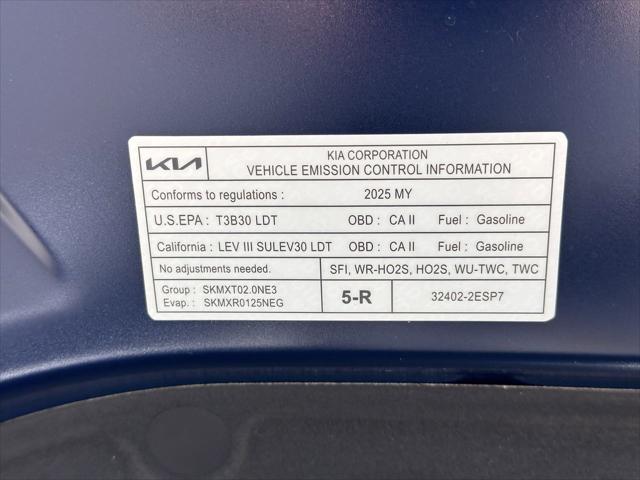 KIA
KIA CORPORATION
VEHICLE EMISSION CONTROL INFORMATION
Conforms to regulations : 2025 MY
U.S.EPA : T3B30 LDT OBD : CA II Fuel : Gasoline
California : LEV III SULEV30 LDT OBD : CA II Fuel : Gasoline
No adjustments needed. SFI, WR-HO2S, HO2S, WU-TWC, TWC
Group : SKMXT02.0NE3
Evap. : SKMXR0125NEG
5-R
32402-2ESP7